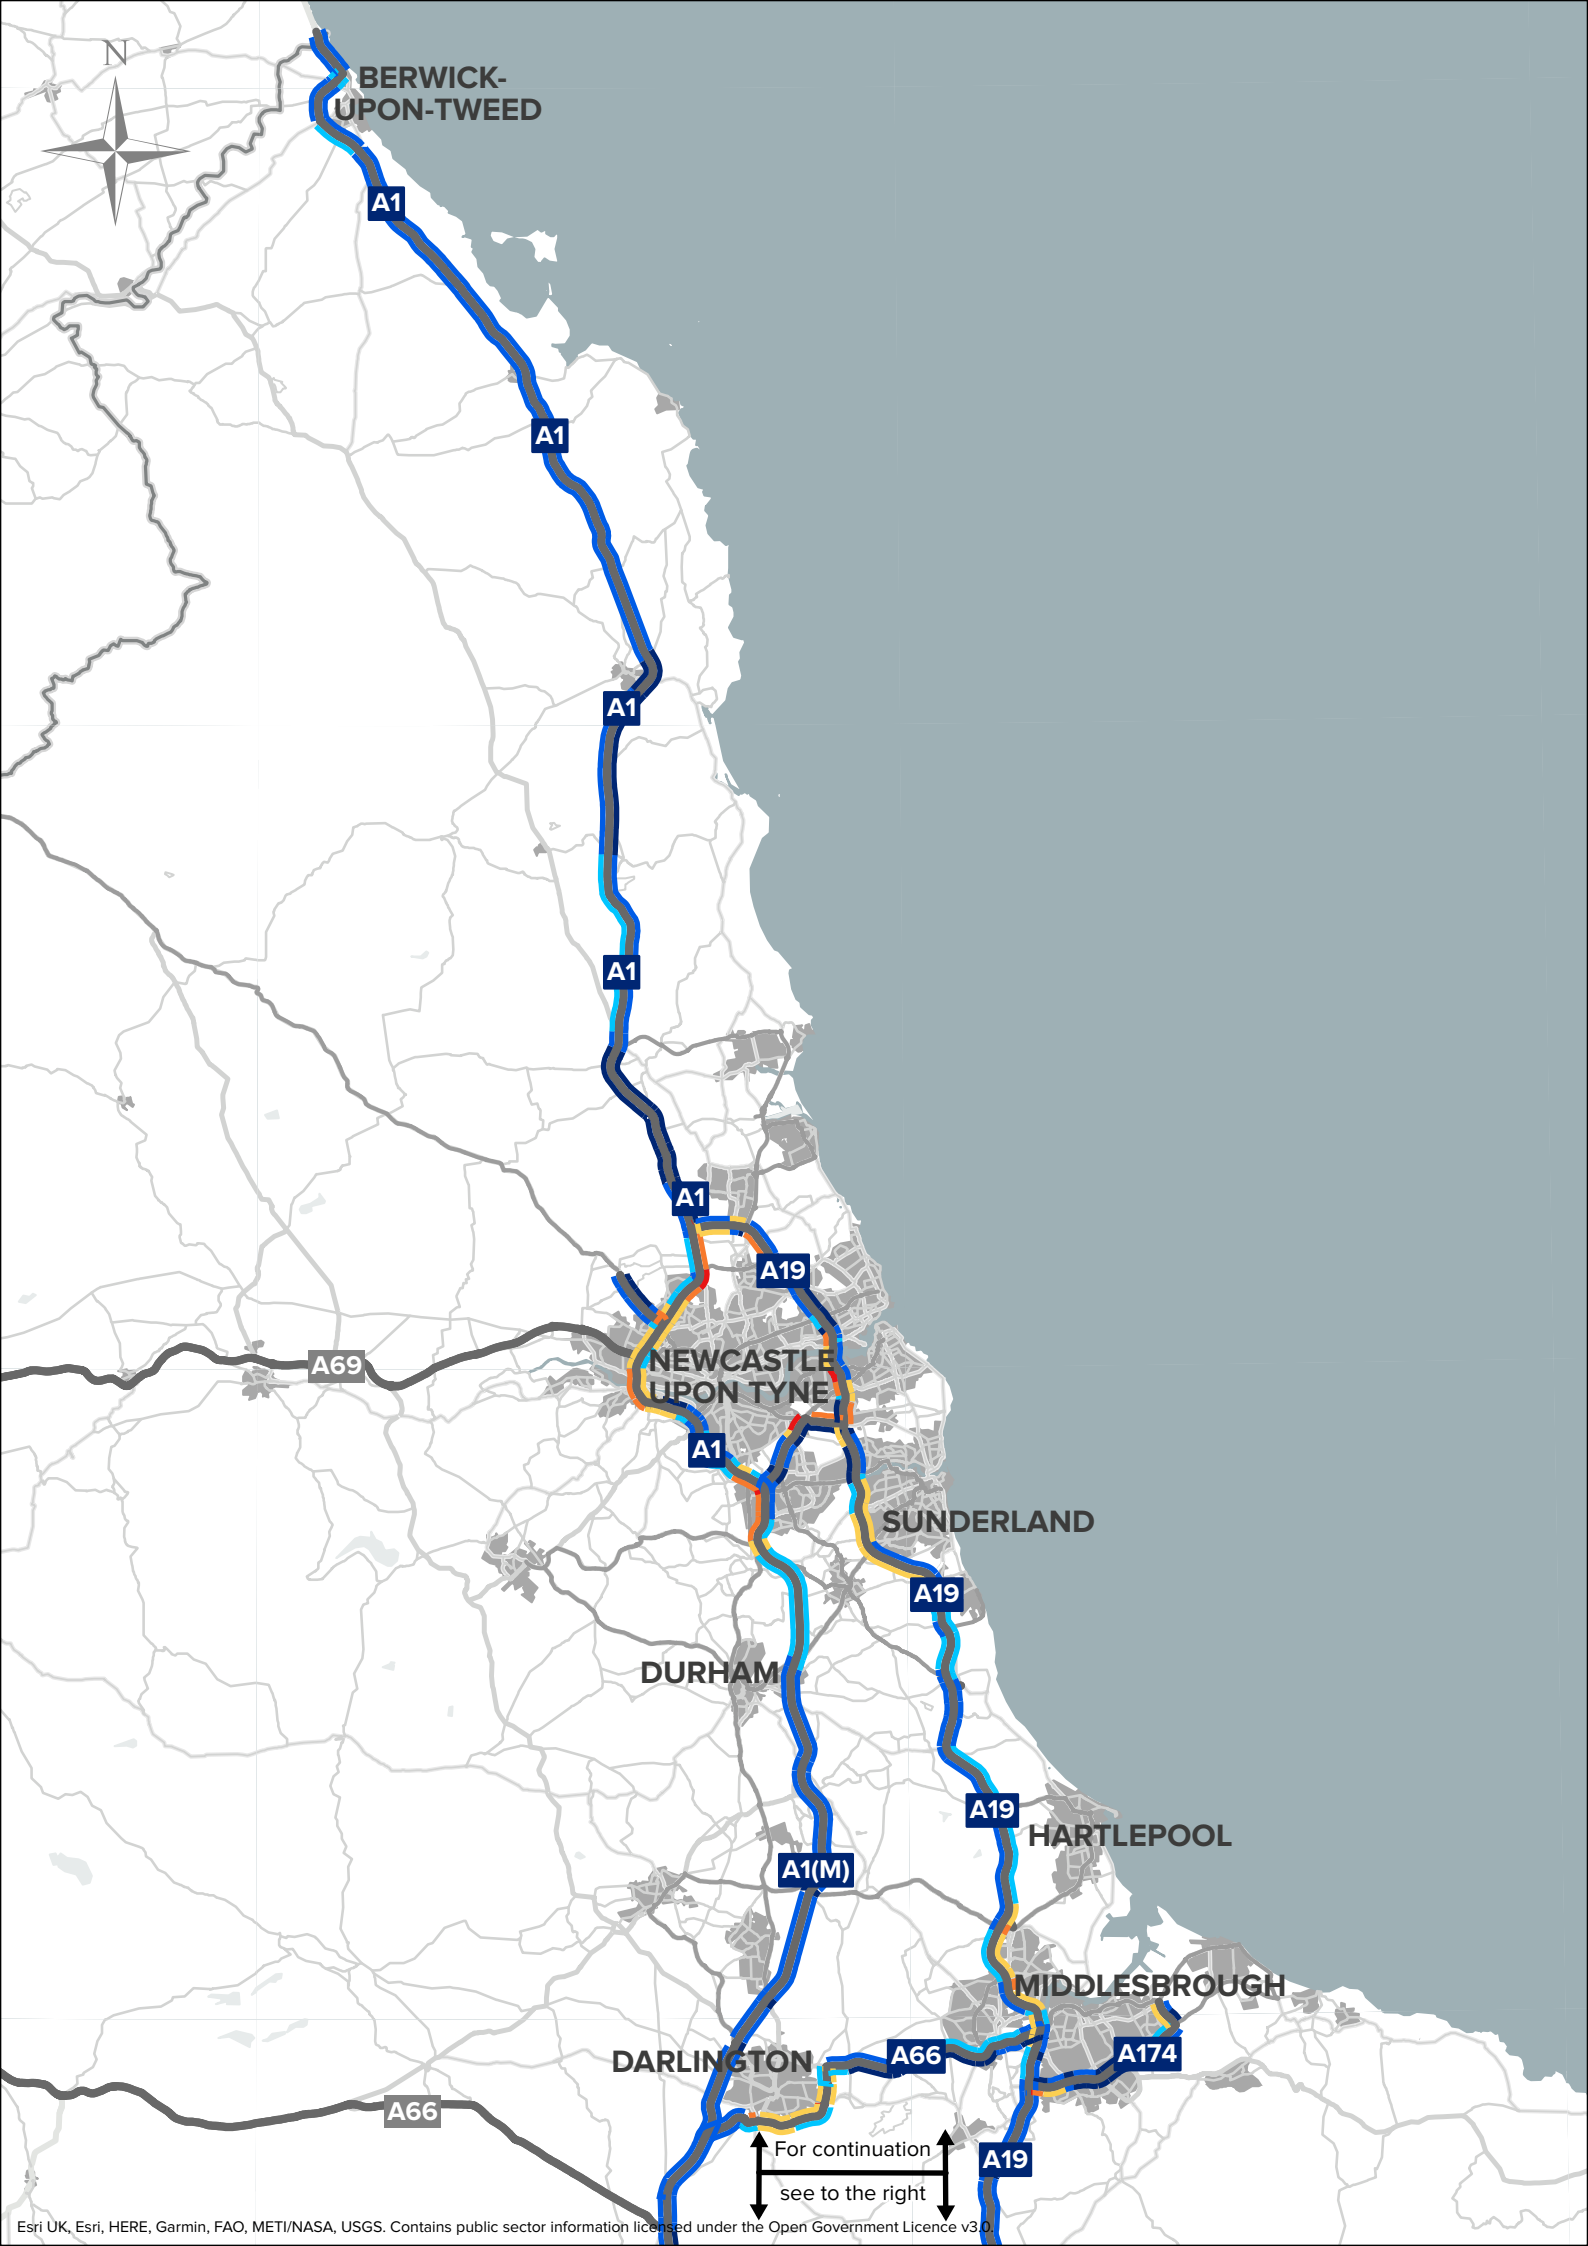 N
BERWICK-
UPON-TWEED
A1
A1
A1
A1
A1
A19
A69
NEWCASTLE
UPON TYNE
A1
SUNDERLAND
A19
DURHAM
A19
HARTLEPOOL
A1(M)
MIDDLESBROUGH
DARLINGTON
A66
A174
A66
For continuation
A19
see to the right
Esri UK, Esri, HERE, Garmin, FAO, METI/NASA, USGS. Contains public sector information licensed under the Open Government Licence v3.0.